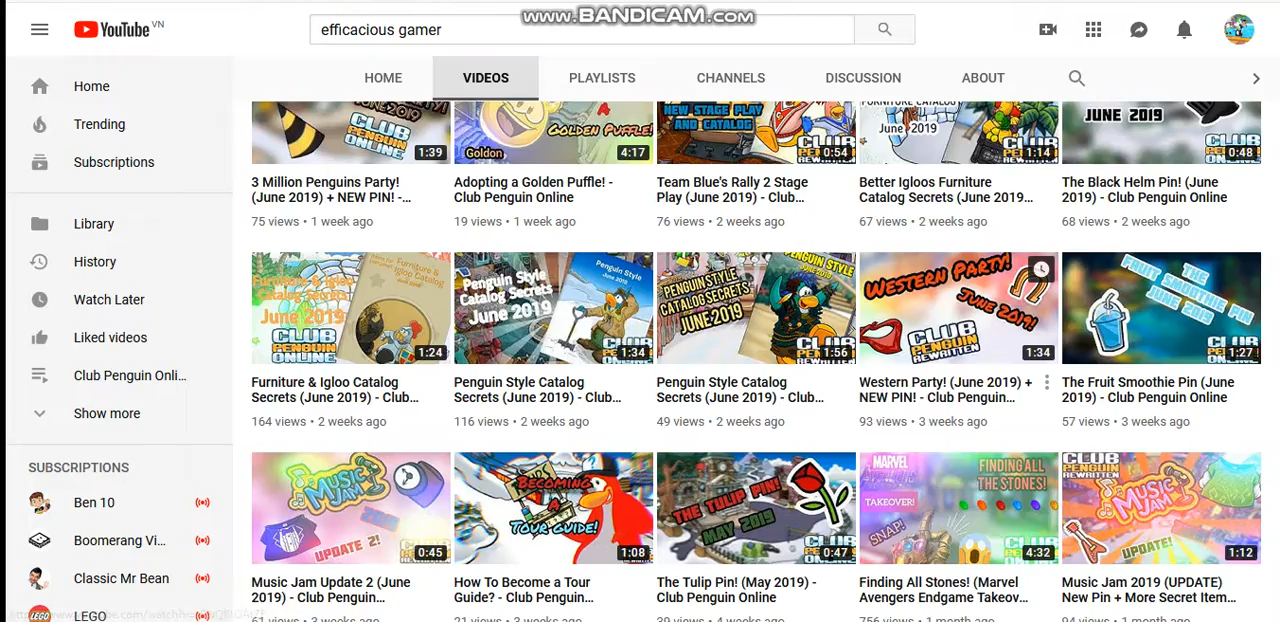 www.BANDICAM.com
YouTube VN
efficacious gamer
HOME
VIDEOS
PLAYLISTS
CHANNELS
DISCUSSION
ABOUT
Home
Trending
Subscriptions
Library
History
Watch Later
Liked videos
Club Penguin Onli...
Show more
SUBSCRIPTIONS
Ben 10
Boomerang Vi...
Classic Mr Bean
LEGO
CLUB PENGUIN ONLINE
1:39
3 Million Penguins Party!
(June 2019) + NEW PIN! -...
75 views • 1 week ago
GOLDEN PUFFLE!
Goldon
4:17
Adopting a Golden Puffle! -
Club Penguin Online
19 views • 1 week ago
NEW STAGE PLAY
AND CATALOG
0:54
Team Blue's Rally 2 Stage
Play (June 2019) - Club...
76 views • 2 weeks ago
FURNITURE CATALOG
June 2019
1:14
Better Igloos Furniture
Catalog Secrets (June 2019...
67 views • 2 weeks ago
JUNE 2019
0:48
The Black Helm Pin! (June
2019) - Club Penguin Online
68 views • 2 weeks ago
Furniture & Igloo
Catalog Secrets
June 2019
CLUB
PENGUIN
ONLINE
1:24
Furniture & Igloo Catalog
Secrets (June 2019) - Club...
164 views • 2 weeks ago
Penguin Style
Catalog Secrets
June 2019
Penguin Style
1:34
Penguin Style Catalog
Secrets (June 2019) - Club...
116 views • 2 weeks ago
PENGUIN STYLE
CATALOG SECRETS
JUNE 2019
PENGUIN STYLE
1:56
Penguin Style Catalog
Secrets (June 2019) - Club...
49 views • 2 weeks ago
WESTERN PARTY!
JUNE 2019!
CLUB
PENGUIN
REWRITTEN
1:34
Western Party! (June 2019) +
NEW PIN! - Club Penguin...
93 views • 3 weeks ago
THE
FRUIT SMOOTHIE PIN
JUNE 2019
1:27
The Fruit Smoothie Pin (June
2019) - Club Penguin Online
57 views • 3 weeks ago
MUSIC JAM
2019
UPDATE 2!
0:45
Music Jam Update 2 (June
2019) - Club Penguin...
61 views • 3 weeks ago
BECOMING
A
TOUR GUIDE!
TOURS
1:08
How To Become a Tour
Guide? - Club Penguin...
21 views • 3 weeks ago
THE TULIP PIN!
MAY 2019
0:47
The Tulip Pin! (May 2019) -
Club Penguin Online
39 views • 4 weeks ago
MARVEL
TAKEOVER!
SNAP!
FINDING ALL
THE STONES!
4:32
Finding All Stones! (Marvel
Avengers Endgame Takeov...
756 views • 1 month ago
CLUB
PENGUIN
REWRITTEN
MUSIC JAM
UPDATE!
1:12
Music Jam 2019 (UPDATE)
New Pin + More Secret Item...
94 views • 1 month ago